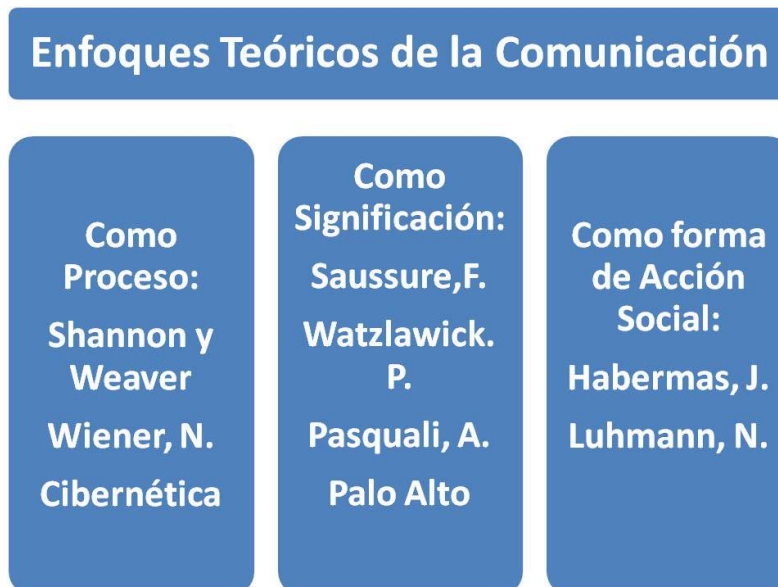 Enfoques Teóricos de la Comunicación
Como
Proceso:
Shannon y
Weaver
Wiener, N.
Cibernética
Como
Significación:
Saussure,F.
Watzlawick.
P.
Pasquali, A.
Palo Alto
Como forma
de Acción
Social:
Habermas, J.
Luhmann, N.